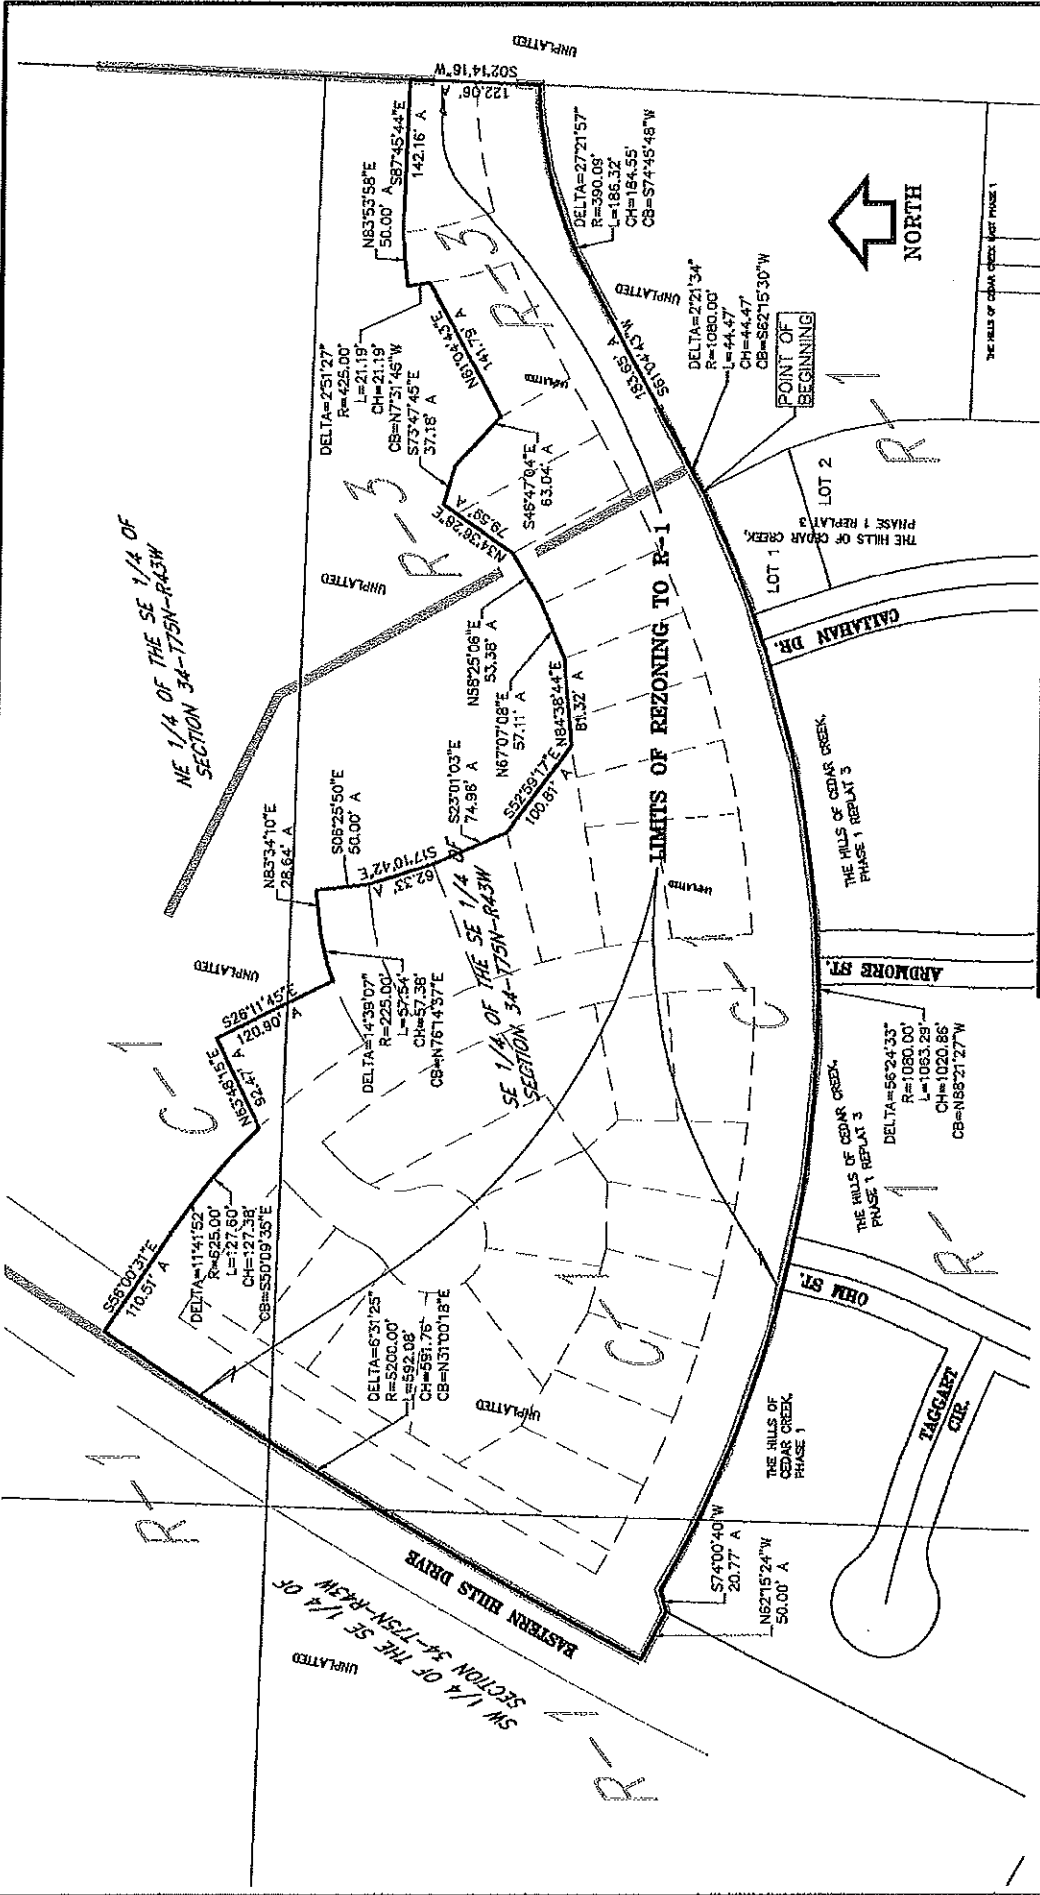 UNPLATTED
S02°14'16"W
122.06' A
N83°53'58"E
50.00' A
S87°45'44"E
142.16' A
DELTA=27°21'57"
R=390.09'
L=186.32'
CH=184.55'
CB=S74°45'48"W
UNPLATTED
R-3
DELTA=2°51'27"
R=425.00'
L=21.19'
CH=21.19'
CB=N7°31'45"W
S73°47'45"E
37.18' A
N61°04'43"E
141.79' A
UNPLATTED
UNPLATTED
S61°04'43"W
183.65' A
NORTH
DELTA=2°21'34"
R=1080.00'
L=44.47'
CH=44.47'
CB=S62°15'30"W
POINT OF
BEGINNING
THE HILLS OF CEDAR CREEK EAST PHASE 1
R-1
NE 1/4 OF THE SE 1/4 OF
SECTION 34-T75N-R43W
R-3
UNPLATTED
N34°36'28"E
79.59' A
S46°47'04"E
63.04' A
N58°25'06"E
53.38' A
N67°07'08"E
57.11' A
N84°38'44"E
81.32' A
LOT 1
LOT 2
THE HILLS OF CEDAR CREEK,
PHASE 1 REPLAT 3
CALLAHAN DR.
LIMITS OF REZONING TO R-1
N83°34'10"E
28.64' A
S06°25'50"E
50.00' A
S17°10'42"E
62.33' A
S23°01'03"E
74.96' A
S52°59'17"E
100.81' A
UNPLATTED
THE HILLS OF CEDAR CREEK,
PHASE 1 REPLAT 3
UNPLATTED
C-1
S26°11'45"E
120.90' A
N63°48'15"E
92.47' A
DELTA=14°39'07"
R=225.00'
L=57.54'
CH=57.38'
CB=N76°14'37"E
SE 1/4 OF THE SE 1/4 OF
SECTION 34-T75N-R43W
C-1
ARDMORE ST.
DELTA=56°24'33"
R=1080.00'
L=1063.29'
CH=1020.86'
CB=N88°21'27"W
THE HILLS OF CEDAR CREEK,
PHASE 1 REPLAT 3
R-1
S56°00'31"E
110.51' A
DELTA=11°41'52"
R=625.00'
L=127.60'
CH=127.38'
CB=S50°09'35"E
DELTA=6°31'25"
R=5200.00'
L=592.08'
CH=591.76'
CB=N31°00'18"E
C-1
UNPLATTED
OHM ST.
TAGGART
CIR.
THE HILLS OF
CEDAR CREEK,
PHASE 1
R-1
EASTERN HILLS DRIVE
S74°00'40"W
20.77' A
N62°15'24"W
50.00' A
SW 1/4 OF THE SE 1/4 OF
SECTION 34-T75N-R43W
UNPLATTED
R-1